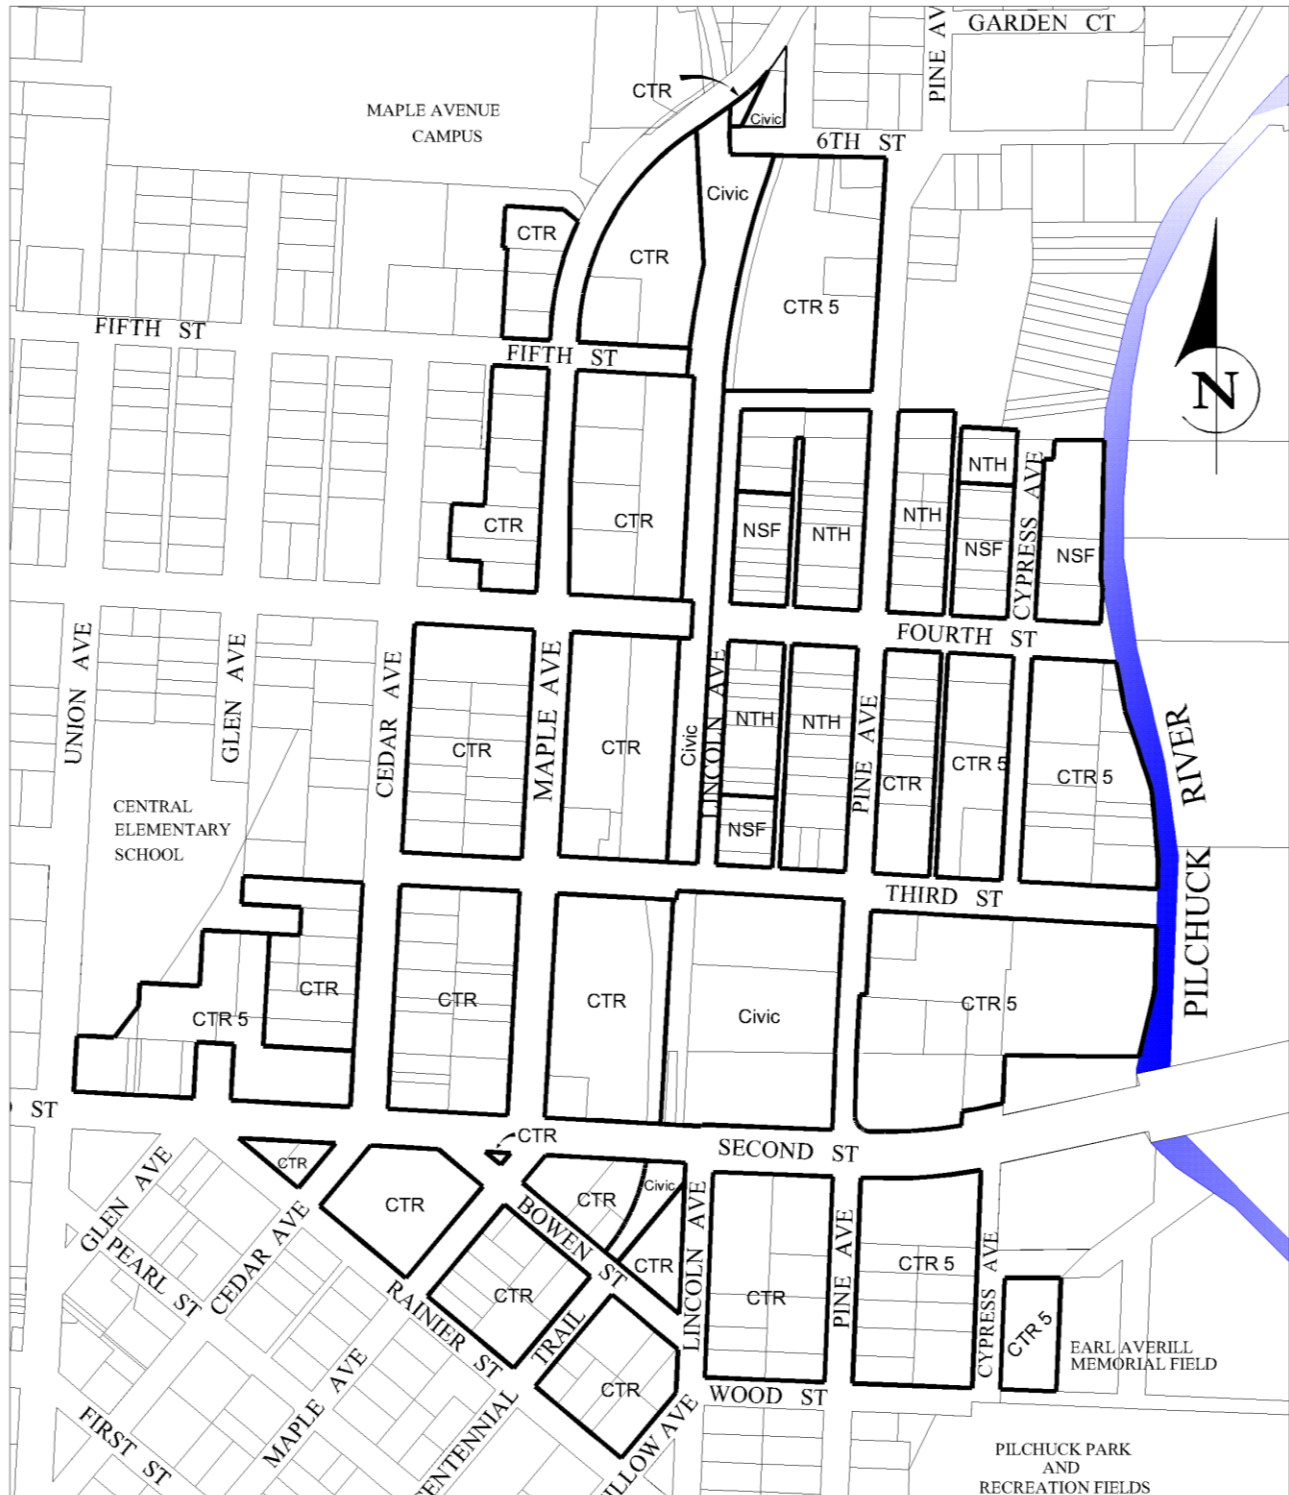 GARDEN CT
PINE AV
CTR
MAPLE AVENUE
CAMPUS
Civic
6TH ST
Civic
CTR
CTR
CTR 5
FIFTH ST
FIFTH ST
N
NTH
CTR
CTR
NSF
NTH
NTH
NSF
NSF
CYPRESS AVE
FOURTH ST
UNION AVE
GLEN AVE
CEDAR AVE
MAPLE AVE
LINCOLN AVE
PINE AVE
CTR
CTR
Civic
NTH
NTH
CTR
CTR 5
CTR 5
PILCHUCK RIVER
CENTRAL
ELEMENTARY
SCHOOL
NSF
THIRD ST
CTR
CTR 5
CTR
CTR
Civic
CTR 5
ST
CTR
SECOND ST
CTR
CTR
CTR
Civic
CTR
BOWEN ST
LINCOLN AVE
PINE AVE
CYPRESS AVE
GLEN AVE
PEARL ST
CEDAR AVE
RAINIER ST
CTR
CTR
CTR 5
CTR 5
TRAIL
EARL AVERILL
MEMORIAL FIELD
CTR
WOOD ST
FIRST ST
MAPLE AVE
ENTENNIAL
ILLOW AVE
PILCHUCK PARK
AND
RECREATION FIELDS